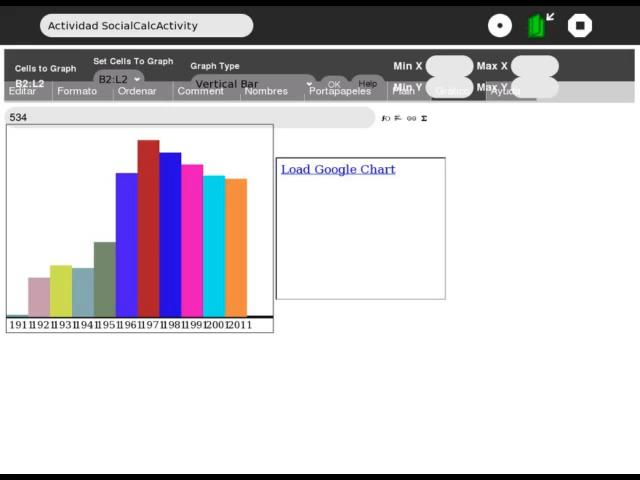 Actividad SocialCalcActivity
Cells to Graph Set Cells To Graph Graph Type Min X Max X
B2:L2 B2:L2 Vertical Bar OK Help Min Y Max Y
Editar Formato Ordenar Comment Nombres Portapapeles Plain Grafico Ayuda
534
Load Google Chart
1911 1921 1931 1941 1951 1961 1971 1981 1991 2001 2011